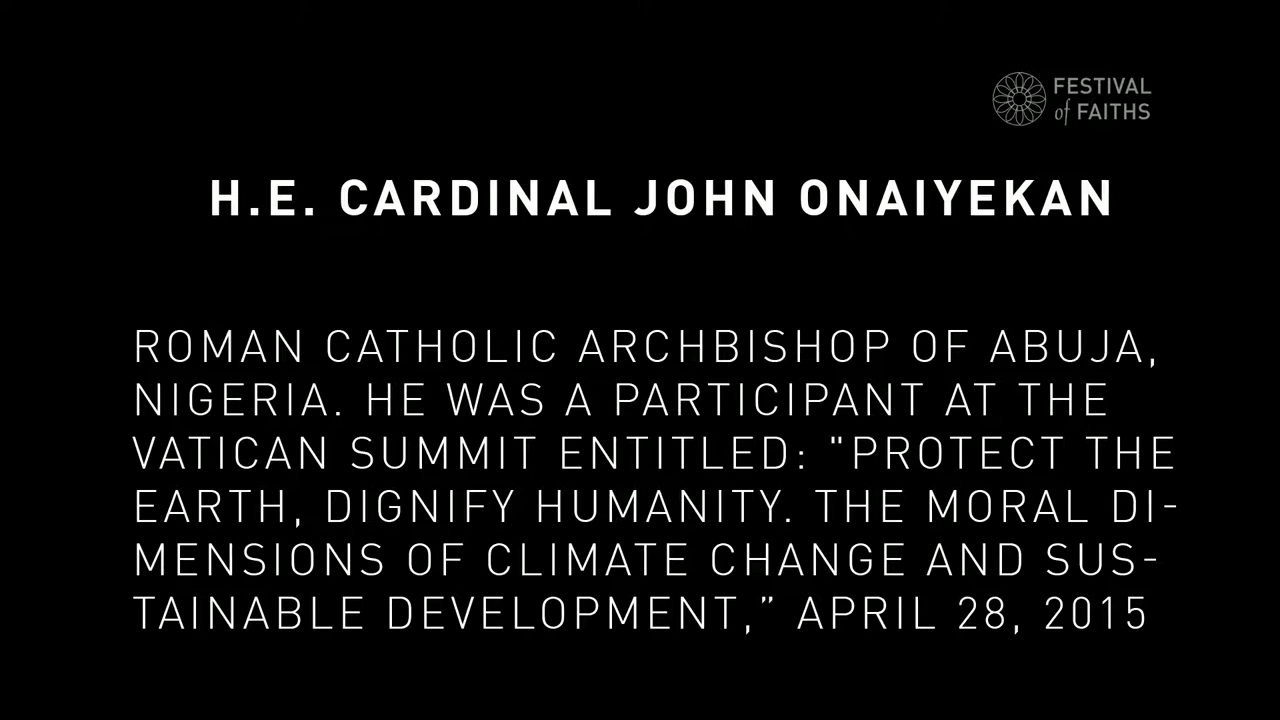 FESTIVAL
of FAITHS
H.E. CARDINAL JOHN ONAIYEKAN
ROMAN CATHOLIC ARCHBISHOP OF ABUJA,
NIGERIA. HE WAS A PARTICIPANT AT THE
VATICAN SUMMIT ENTITLED: "PROTECT THE
EARTH, DIGNIFY HUMANITY. THE MORAL DI-
MENSIONS OF CLIMATE CHANGE AND SUS-
TAINABLE DEVELOPMENT,” APRIL 28, 2015